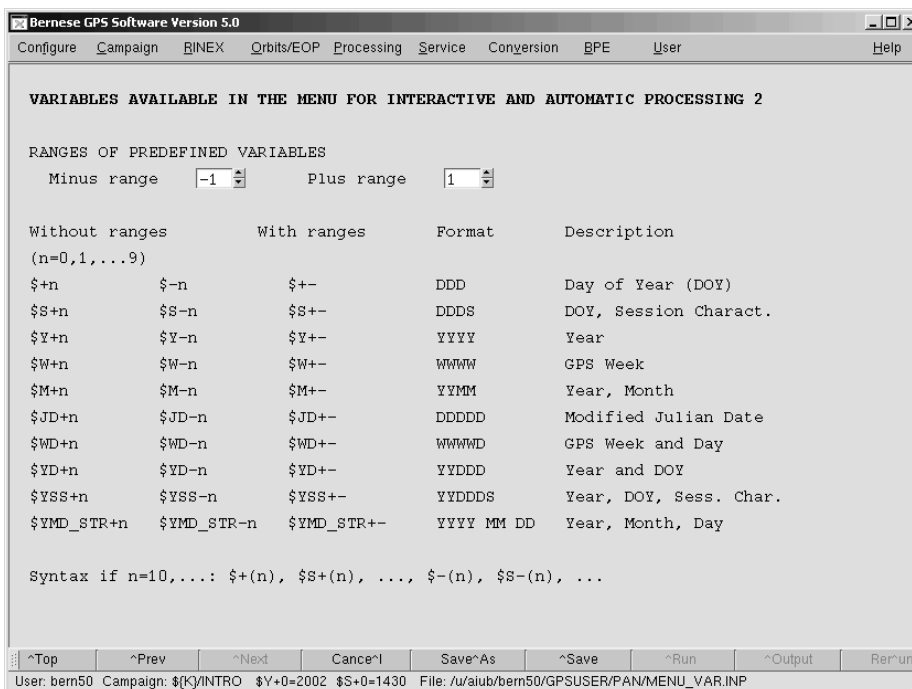 Bernese GPS Software Version 5.0
Configure Campaign RINEX Orbits/EOP Processing Service Conversion BPE User Help
VARIABLES AVAILABLE IN THE MENU FOR INTERACTIVE AND AUTOMATIC PROCESSING 2
RANGES OF PREDEFINED VARIABLES
Minus range -1 Plus range 1
Without ranges With ranges Format Description
(n=0,1,...9)
$+n $-n $+- DDD Day of Year (DOY)
$S+n $S-n $S+- DDDS DOY, Session Charact.
$Y+n $Y-n $Y+- YYYY Year
$W+n $W-n $W+- WWWW GPS Week
$M+n $M-n $M+- YYMM Year, Month
$JD+n $JD-n $JD+- DDDDD Modified Julian Date
$WD+n $WD-n $WD+- WWWWD GPS Week and Day
$YD+n $YD-n $YD+- YYDDD Year and DOY
$YSS+n $YSS-n $YSS+- YYDDDS Year, DOY, Sess. Char.
$YMD_STR+n $YMD_STR-n $YMD_STR+- YYYY MM DD Year, Month, Day
Syntax if n=10,...: $+(n), $S+(n), ..., $-(n), $S-(n), ...
^Top ^Prev ^Next Cance^l Save^As ^Save ^Run ^Output Rer^un
User: bern50 Campaign: ${K}/INTRO $Y+0=2002 $S+0=1430 File: /u/aiub/bern50/GPSUSER/PAN/MENU_VAR.INP